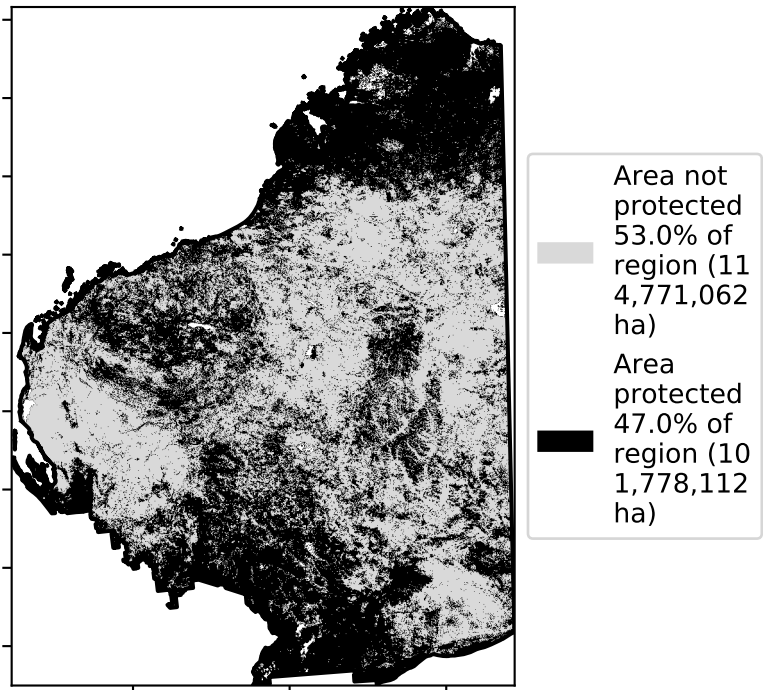 Area not
protected
53.0% of
region (11
4,771,062
ha)
Area
protected
47.0% of
region (10
1,778,112
ha)